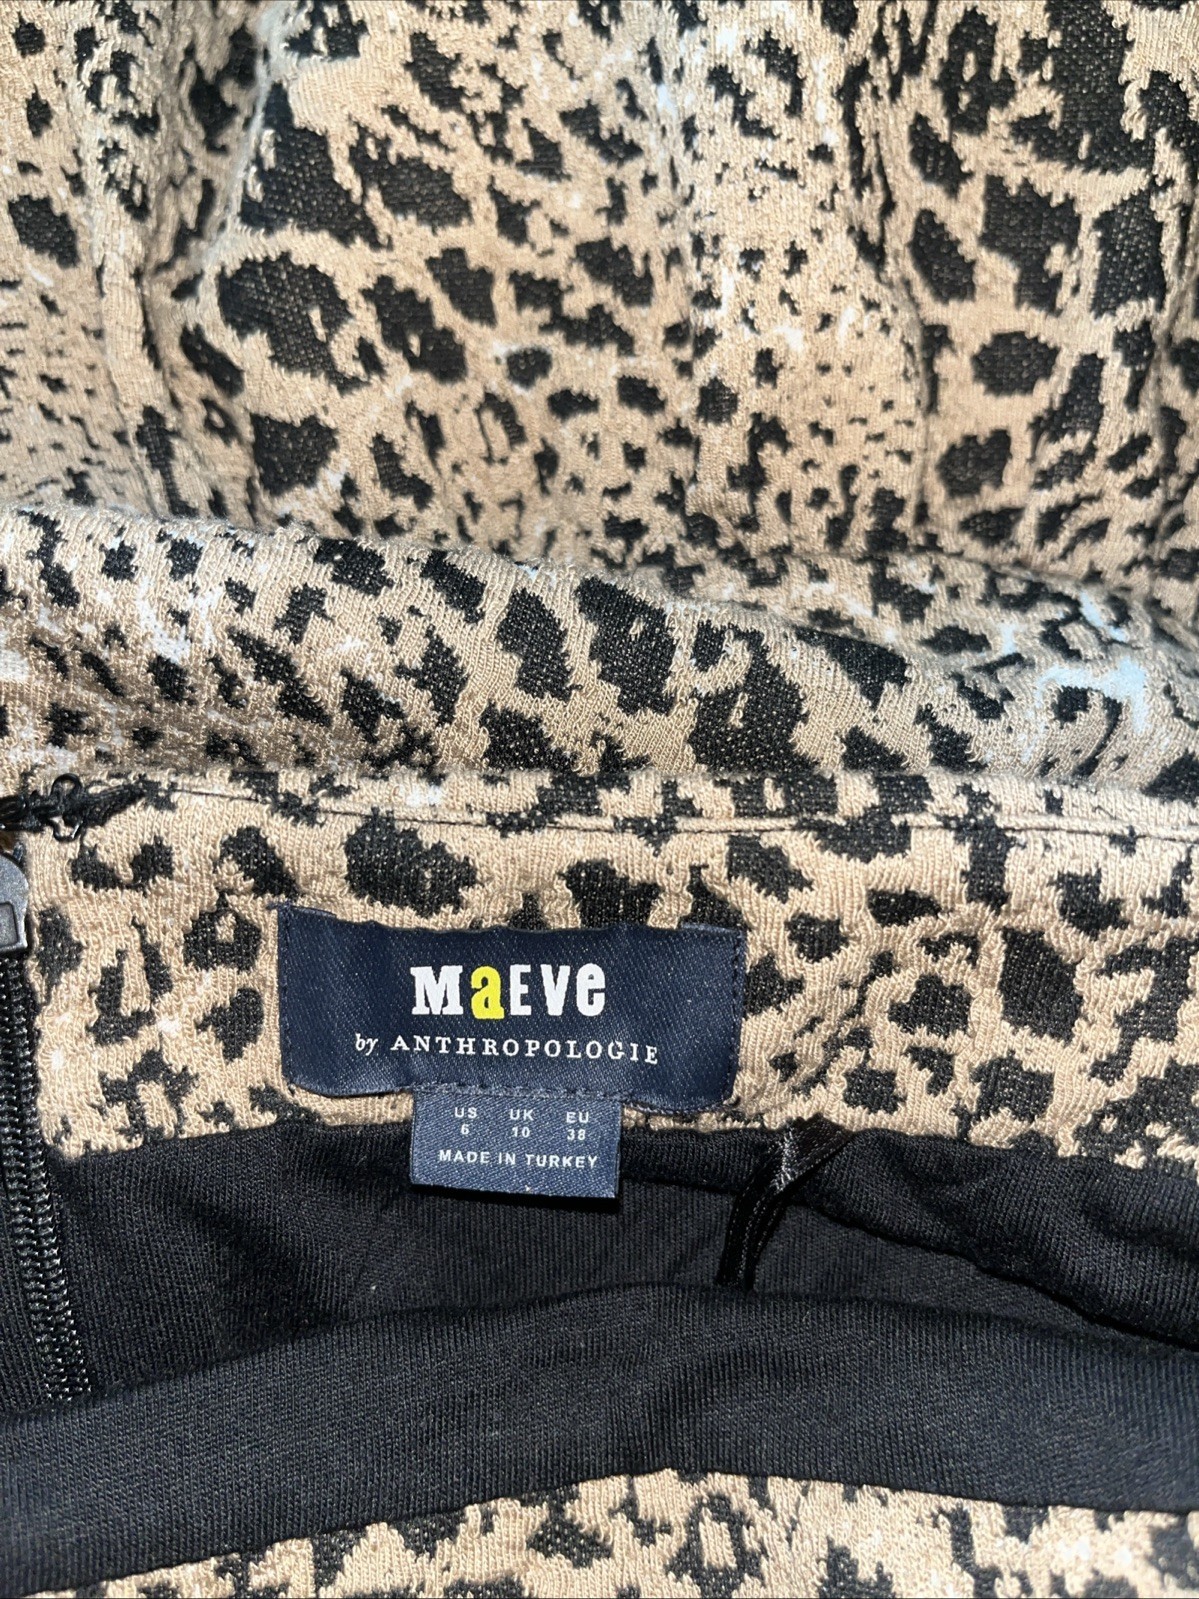 MaEVe
by ANTHROPOLOGIE
US UK EU
6 10 38
MADE IN TURKEY